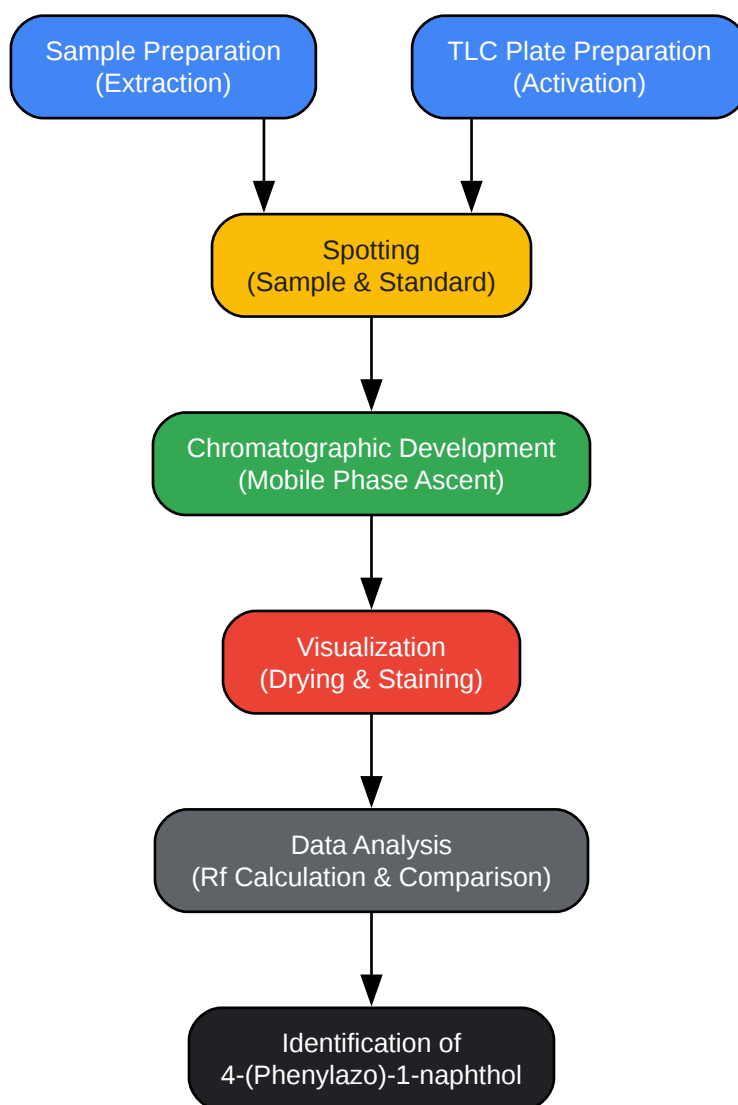 Sample Preparation
(Extraction)
TLC Plate Preparation
(Activation)
Spotting
(Sample & Standard)
Chromatographic Development
(Mobile Phase Ascent)
Visualization
(Drying & Staining)
Data Analysis
(Rf Calculation & Comparison)
Identification of
4-(Phenylazo)-1-naphthol